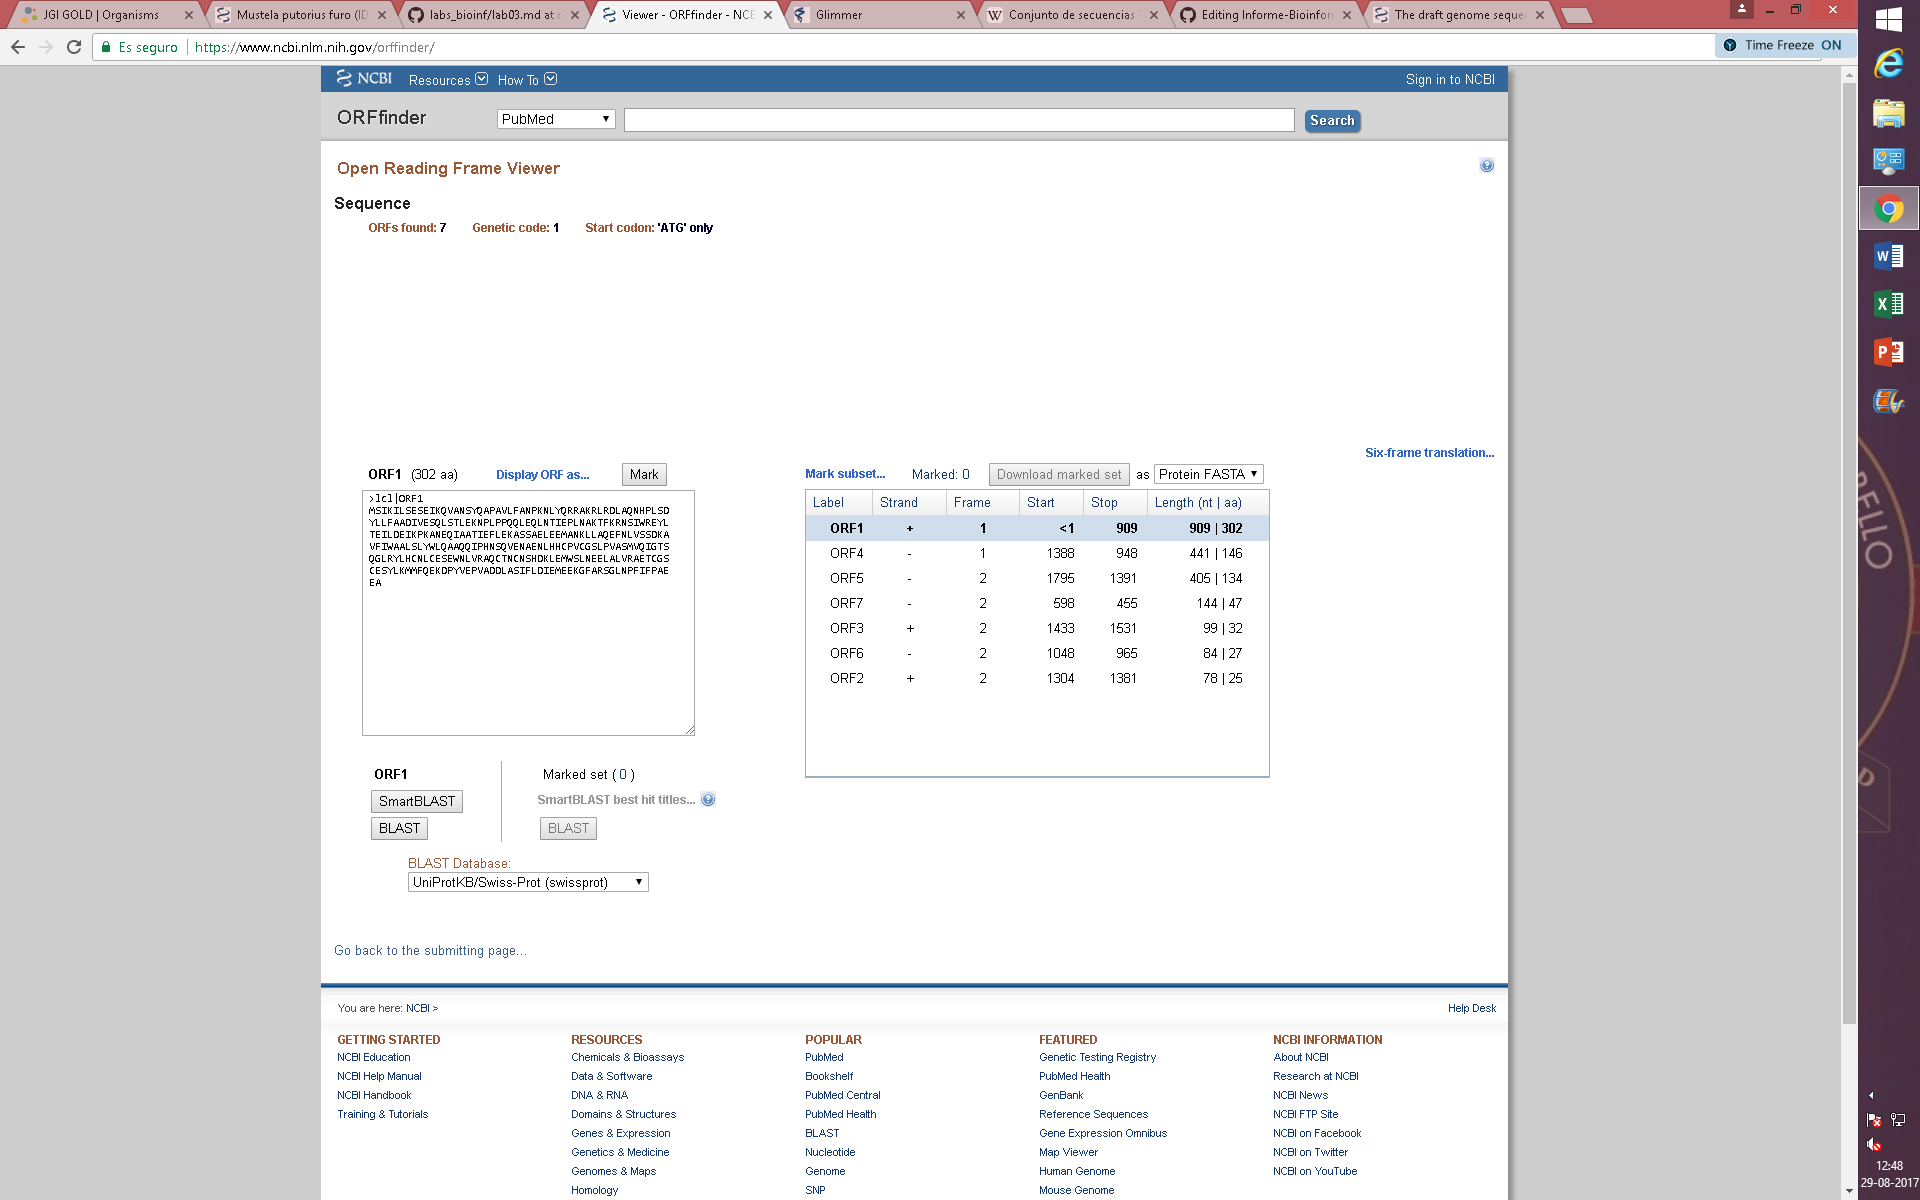 JGI GOLD | Organisms
Mustela putorius furo (ID
labs_bioinf/lab03.md at
Viewer - ORFfinder - NCB
Glimmer
Conjunto de secuencias
Editing Informe-Bioinfor
The draft genome seque
Es seguro
https://www.ncbi.nlm.nih.gov/orffinder/
Time Freeze ON
NCBI Resources How To
Sign in to NCBI
ORFfinder
PubMed
Search
Open Reading Frame Viewer
Sequence
ORFs found: 7 Genetic code: 1 Start codon: 'ATG' only
Six-frame translation...
ORF1 (302 aa) Display ORF as... Mark
>lcl|ORF1
MSIKILSESEIKQVANSYQAPAVLFANPKNLYQRRAKRLRDLAQNHPLSD
YLLFAADIVESQLSTLEKNPLPPQQLEQLNTIEPLNAKTFKRNSIWREYL
TEILDEIKPKANEQIAATIEFLEKASSAELEEMANKLLAQEFNLVSSDKA
VFIWAALSLYWLQAAQQIPHNSQVENAENLHHCPVCGSLPVASMVQIGTS
QGLRYLHCNLCESEWNLVRAQCTNCNSHDKLEMWSLNEELALVRAETCGS
CESYLKMMFQEKDPYVEPVADDLASIFLDIEMEEKGFARSGLNPFIFPAE
EA
Mark subset... Marked: 0 Download marked set as Protein FASTA
Label Strand Frame Start Stop Length (nt | aa)
ORF1 + 1 <1 909 909 | 302
ORF4 - 1 1388 948 441 | 146
ORF5 - 2 1795 1391 405 | 134
ORF7 - 2 598 455 144 | 47
ORF3 + 2 1433 1531 99 | 32
ORF6 - 2 1048 965 84 | 27
ORF2 + 2 1304 1381 78 | 25
ORF1
SmartBLAST
BLAST
Marked set ( 0 )
SmartBLAST best hit titles...
BLAST
BLAST Database:
UniProtKB/Swiss-Prot (swissprot)
Go back to the submitting page...
You are here: NCBI >
Help Desk
GETTING STARTED
NCBI Education
NCBI Help Manual
NCBI Handbook
Training & Tutorials
RESOURCES
Chemicals & Bioassays
Data & Software
DNA & RNA
Domains & Structures
Genes & Expression
Genetics & Medicine
Genomes & Maps
Homology
POPULAR
PubMed
Bookshelf
PubMed Central
PubMed Health
BLAST
Nucleotide
Genome
SNP
FEATURED
Genetic Testing Registry
PubMed Health
GenBank
Reference Sequences
Gene Expression Omnibus
Map Viewer
Human Genome
Mouse Genome
NCBI INFORMATION
About NCBI
Research at NCBI
NCBI News
NCBI FTP Site
NCBI on Facebook
NCBI on Twitter
NCBI on YouTube
ELLO
12:48
29-08-2017